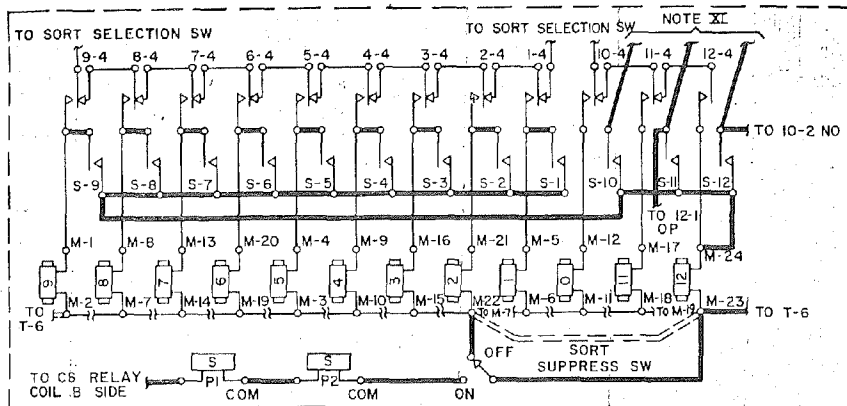 TO SORT SELECTION SW
TO SORT SELECTION SW
NOTE XI
9-4 8-4 7-4 6-4 5-4 4-4 3-4 2-4 1-4 10-4 11-4 12-4
TO 10-2 NO
S-9 S-8 S-7 S-6 S-5 S-4 S-3 S-2 S-1 S-10 S-11 S-12
TO 12-1
OP
M-1 M-8 M-13 M-20 M-4 M-9 M-16 M-21 M-5 M-12 M-17 M-24
9 8 7 6 5 4 3 2 1 0 11 12
M-2 M-7 M-14 M-19 M-3 M-10 M-15 M-22 M-6 M-11 M-18 M-23
TO
T-6
TO M-7
TO M-19
TO T-6
OFF
SORT
SUPPRESS SW
S S
TO C6 RELAY
COIL B SIDE
P1 COM P2 COM ON